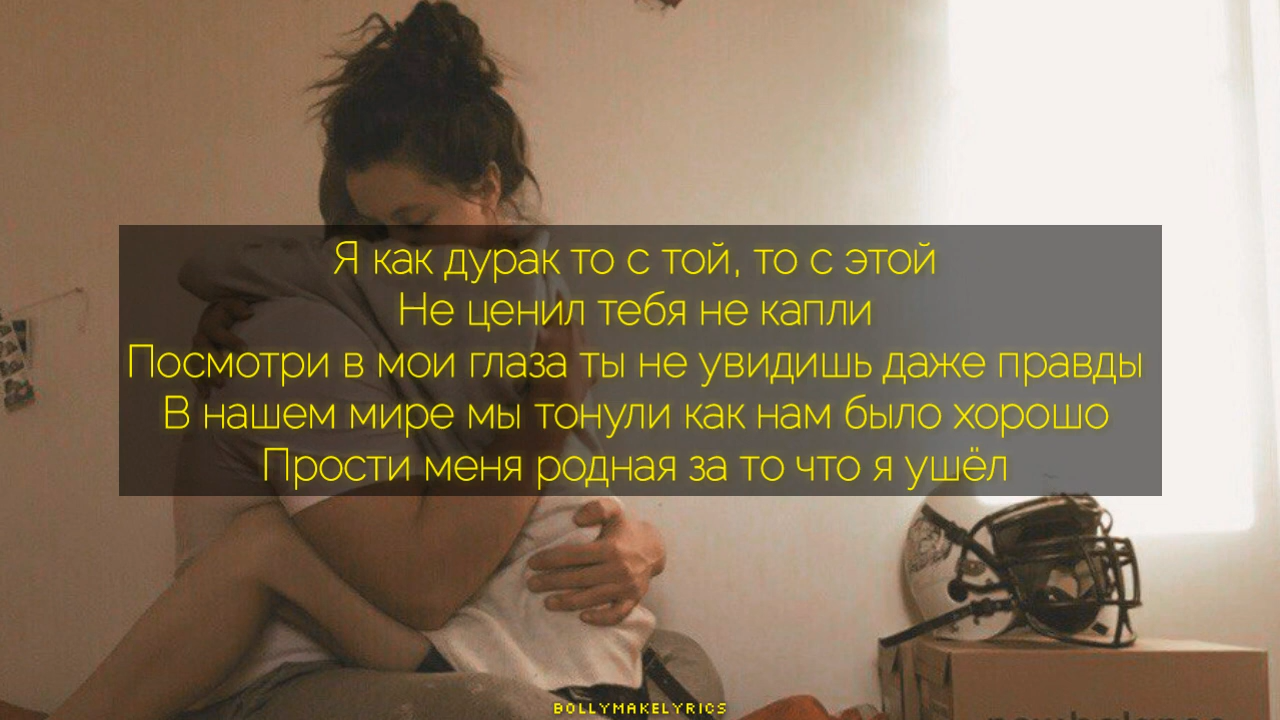 Я как дурак то с той, то с этой
Не ценил тебя не капли
Посмотри в мои глаза ты не увидишь даже правды
В нашем мире мы тонули как нам было хорошо
Прости меня родная за то что я ушёл
BOLLYMAKELYRICS